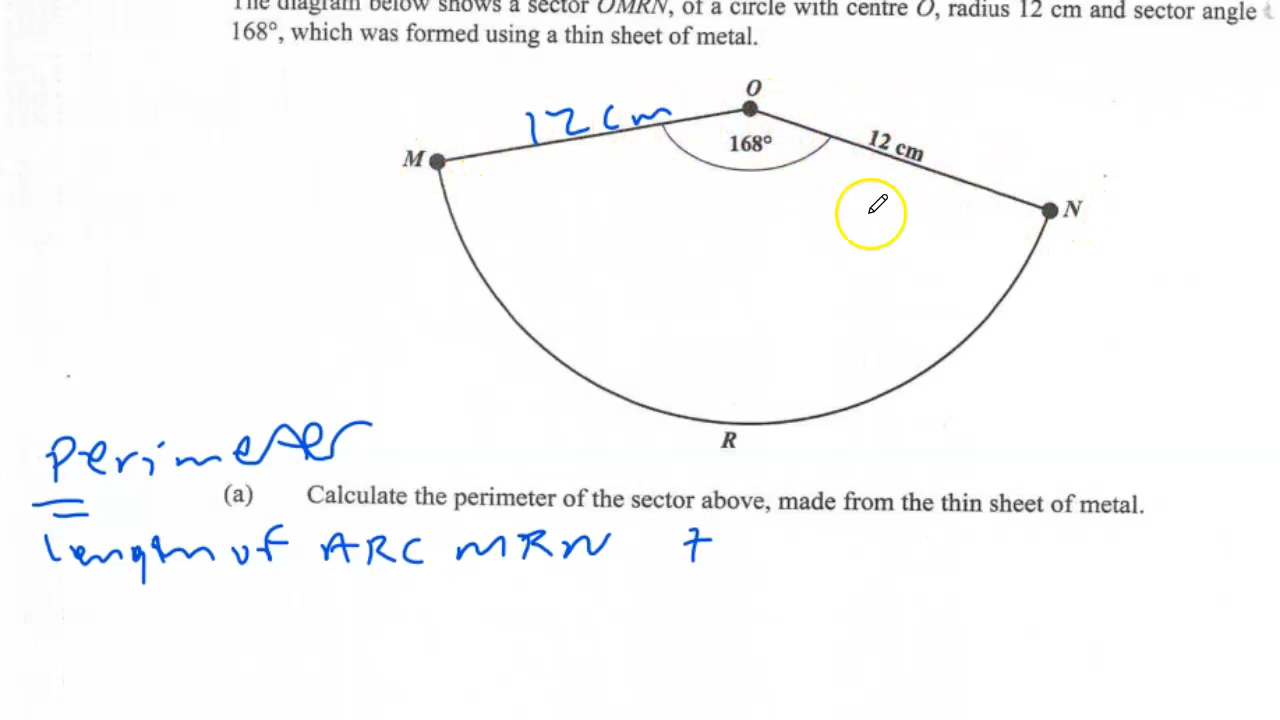 The diagram below shows a sector OMRN, of a circle with centre O, radius 12 cm and sector angle
168°, which was formed using a thin sheet of metal.
O
12 cm
168°
12 cm
M
N
R
Perimeter
(a) Calculate the perimeter of the sector above, made from the thin sheet of metal.
=
length of ARC MRN +